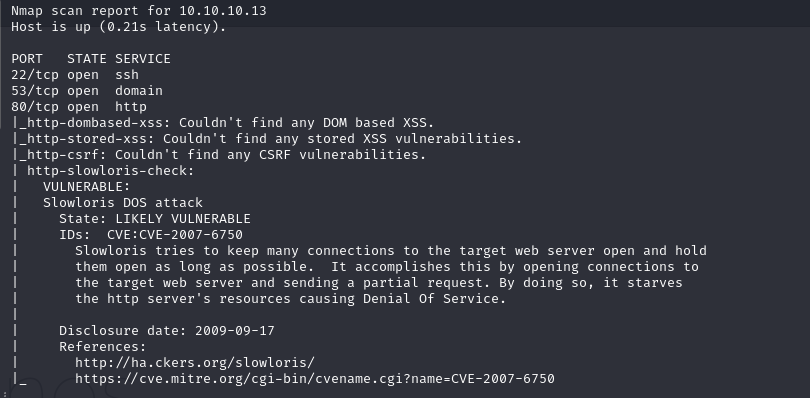 Nmap scan report for 10.10.10.13
Host is up (0.21s latency).
PORT   STATE SERVICE
22/tcp open  ssh
53/tcp open  domain
80/tcp open  http
|_http-dombased-xss: Couldn't find any DOM based XSS.
|_http-stored-xss: Couldn't find any stored XSS vulnerabilities.
|_http-csrf: Couldn't find any CSRF vulnerabilities.
| http-slowloris-check:
|   VULNERABLE:
|   Slowloris DOS attack
|     State: LIKELY VULNERABLE
|     IDs:  CVE:CVE-2007-6750
|       Slowloris tries to keep many connections to the target web server open and hold
|       them open as long as possible.  It accomplishes this by opening connections to
|       the target web server and sending a partial request. By doing so, it starves
|       the http server's resources causing Denial Of Service.
|
|     Disclosure date: 2009-09-17
|     References:
|       http://ha.ckers.org/slowloris/
|_      https://cve.mitre.org/cgi-bin/cvename.cgi?name=CVE-2007-6750